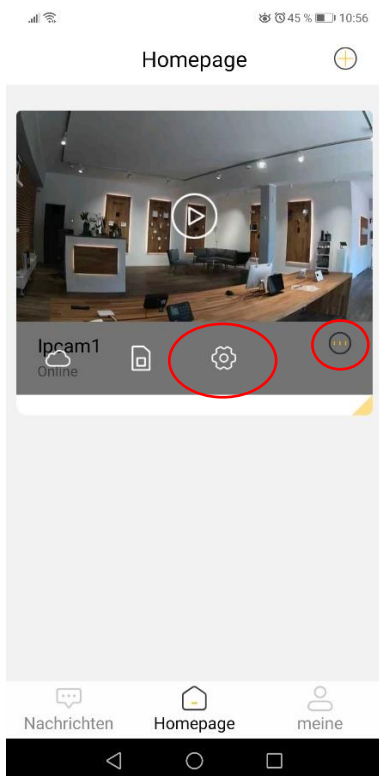 45 % 10:56
Homepage
Ipcam1
Online
Nachrichten Homepage meine